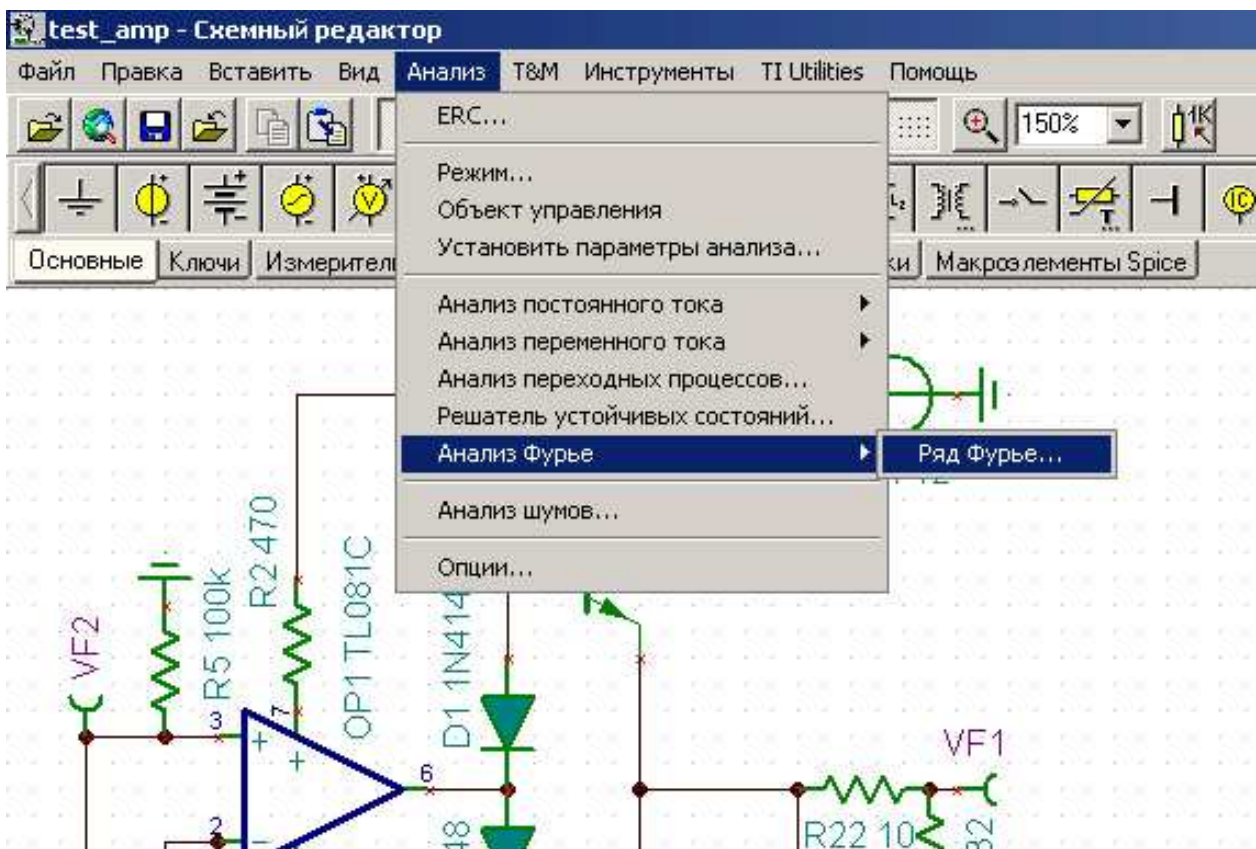 test_amp - Схемный редактор
Файл Правка Вставить Вид Анализ T&M Инструменты TI Utilities Помощь
ERC...
150%
1K
Режим...
Объект управления
Установить параметры анализа...
IC
Основные Ключи Измерител ки Макроэлементы Spice
Анализ постоянного тока
Анализ переменного тока
Анализ переходных процессов...
Решатель устойчивых состояний...
Анализ Фурье
Ряд Фурье...
Анализ шумов...
Опции...
VF2
R5 100k
R2 470
OP1 TL081C
D1 1N414
3
7
+
+
6
2
48
VF1
R22 10